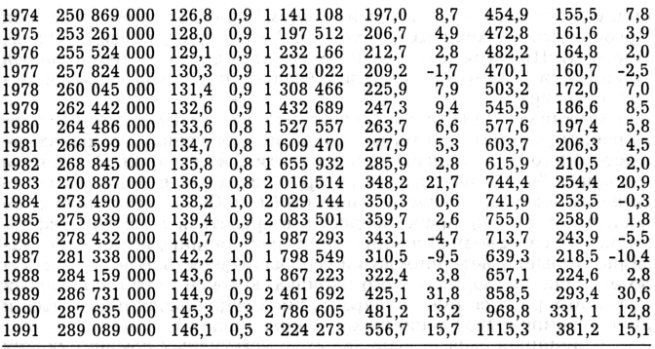 1974 250 869 000 126,8 0,9 1 141 108 197,0 8,7 454,9 155,5 7,8
1975 253 261 000 128,0 0,9 1 197 512 206,7 4,9 472,8 161,6 3,9
1976 255 524 000 129,1 0,9 1 232 166 212,7 2,8 482,2 164,8 2,0
1977 257 824 000 130,3 0,9 1 212 022 209,2 -1,7 470,1 160,7 -2,5
1978 260 045 000 131,4 0,9 1 308 466 225,9 7,9 503,2 172,0 7,0
1979 262 442 000 132,6 0,9 1 432 689 247,3 9,4 545,9 186,6 8,5
1980 264 486 000 133,6 0,8 1 527 557 263,7 6,6 577,6 197,4 5,8
1981 266 599 000 134,7 0,8 1 609 470 277,9 5,3 603,7 206,3 4,5
1982 268 845 000 135,8 0,8 1 655 932 285,9 2,8 615,9 210,5 2,0
1983 270 887 000 136,9 0,8 2 016 514 348,2 21,7 744,4 254,4 20,9
1984 273 490 000 138,2 1,0 2 029 144 350,3 0,6 741,9 253,5 -0,3
1985 275 939 000 139,4 0,9 2 083 501 359,7 2,6 755,0 258,0 1,8
1986 278 432 000 140,7 0,9 1 987 293 343,1 -4,7 713,7 243,9 -5,5
1987 281 338 000 142,2 1,0 1 798 549 310,5 -9,5 639,3 218,5 -10,4
1988 284 159 000 143,6 1,0 1 867 223 322,4 3,8 657,1 224,6 2,8
1989 286 731 000 144,9 0,9 2 461 692 425,1 31,8 858,5 293,4 30,6
1990 287 635 000 145,3 0,3 2 786 605 481,2 13,2 968,8 331, 1 12,8
1991 289 089 000 146,1 0,5 3 224 273 556,7 15,7 1115,3 381,2 15,1